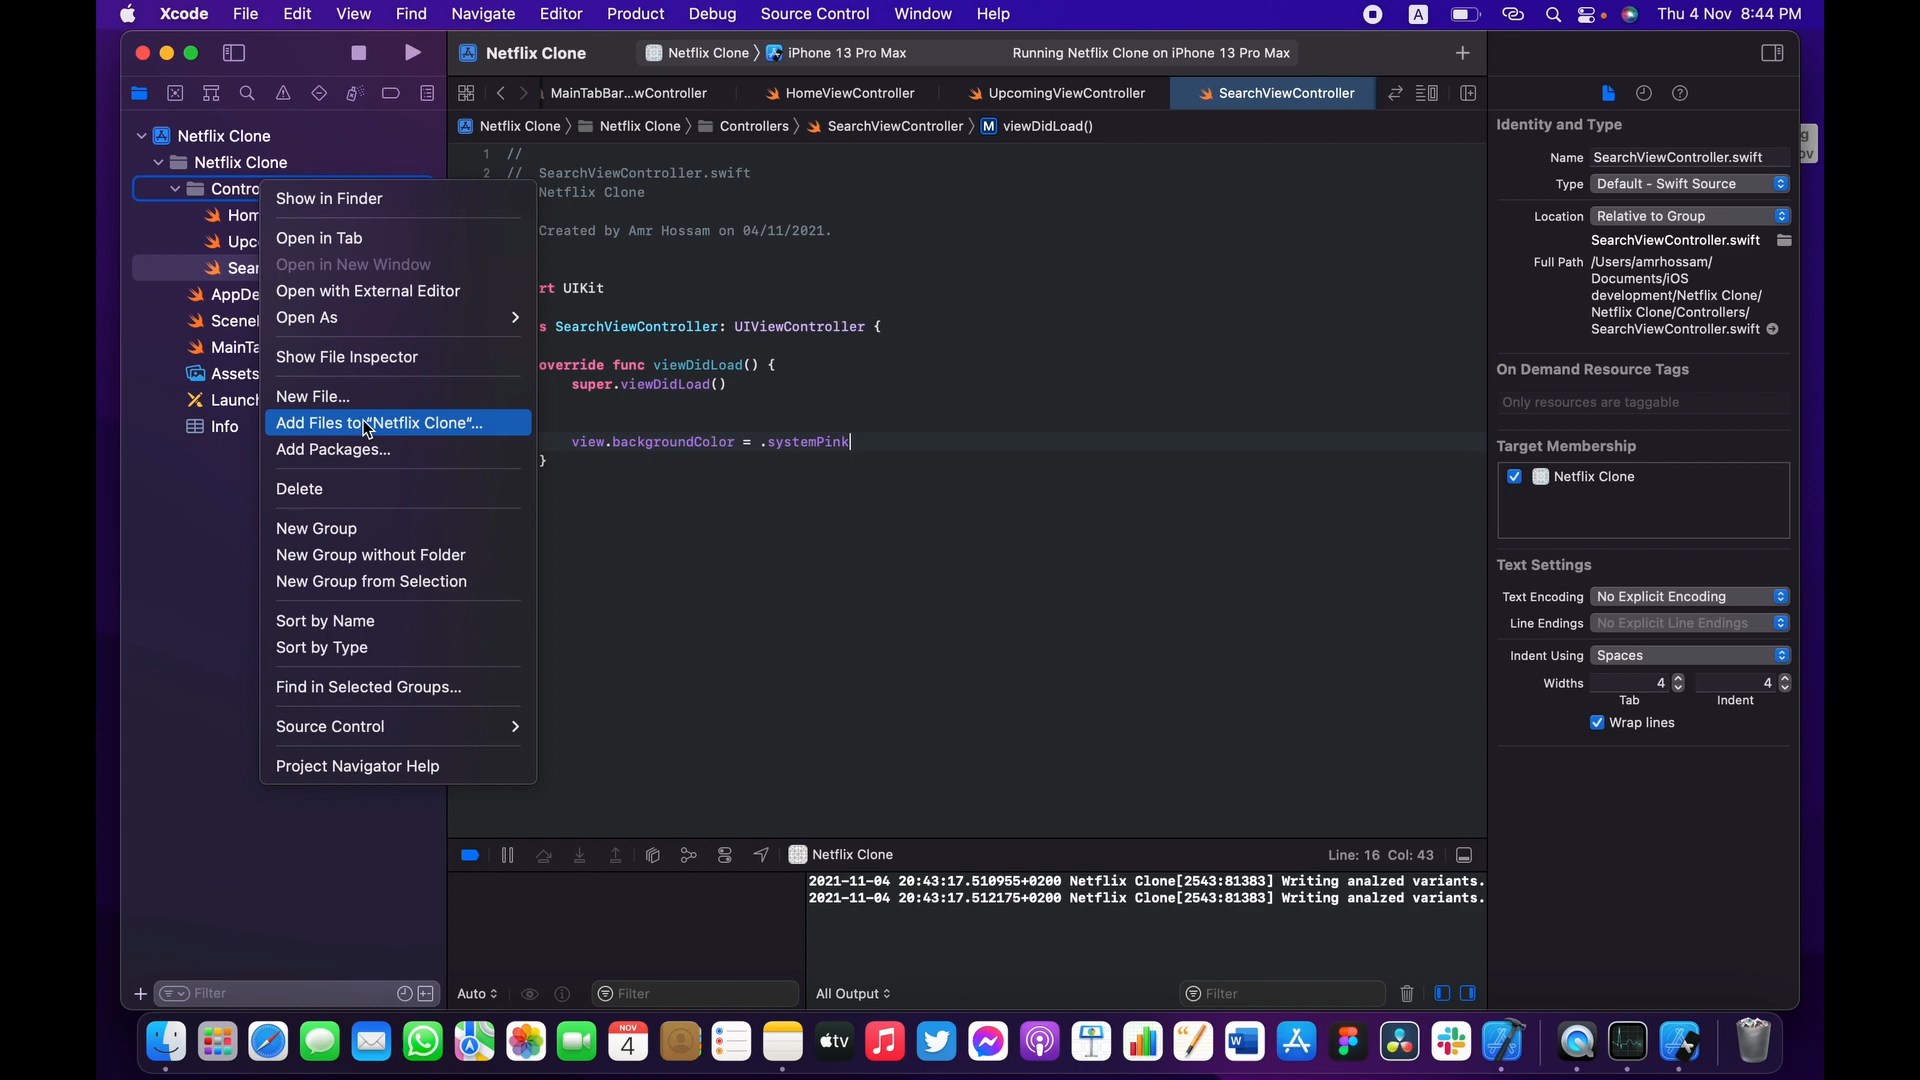 Xcode File Edit View Find Navigate Editor Product Debug Source Control Window Help A Thu 4 Nov 8:44 PM
Netflix Clone Netflix Clone iPhone 13 Pro Max Running Netflix Clone on iPhone 13 Pro Max
MainTabBar...wController HomeViewController UpcomingViewController SearchViewController
Netflix Clone Netflix Clone Controllers SearchViewController M viewDidLoad()
Netflix Clone
Netflix Clone
Contro
Hom
Upc
Sear
AppDe
Scenel
MainTa
Assets
Launch
Info
Show in Finder
Open in Tab
Open in New Window
Open with External Editor
Open As
Show File Inspector
New File...
Add Files to "Netflix Clone"...
Add Packages...
Delete
New Group
New Group without Folder
New Group from Selection
Sort by Name
Sort by Type
Find in Selected Groups...
Source Control
Project Navigator Help
1 //
2 // SearchViewController.swift
Netflix Clone
Created by Amr Hossam on 04/11/2021.
rt UIKit
s SearchViewController: UIViewController {
override func viewDidLoad() {
super.viewDidLoad()
view.backgroundColor = .systemPink
}
Identity and Type
Name SearchViewController.swift
Type Default - Swift Source
Location Relative to Group
SearchViewController.swift
Full Path /Users/amrhossam/
Documents/iOS
development/Netflix Clone/
Netflix Clone/Controllers/
SearchViewController.swift
On Demand Resource Tags
Only resources are taggable
Target Membership
Netflix Clone
Text Settings
Text Encoding No Explicit Encoding
Line Endings No Explicit Line Endings
Indent Using Spaces
Widths 4 4
Tab Indent
Wrap lines
g
ov
Netflix Clone Line: 16 Col: 43
2021-11-04 20:43:17.510955+0200 Netflix Clone[2543:81383] Writing analzed variants.
2021-11-04 20:43:17.512175+0200 Netflix Clone[2543:81383] Writing analzed variants.
Filter Auto Filter All Output Filter
NOV
4
tv
W